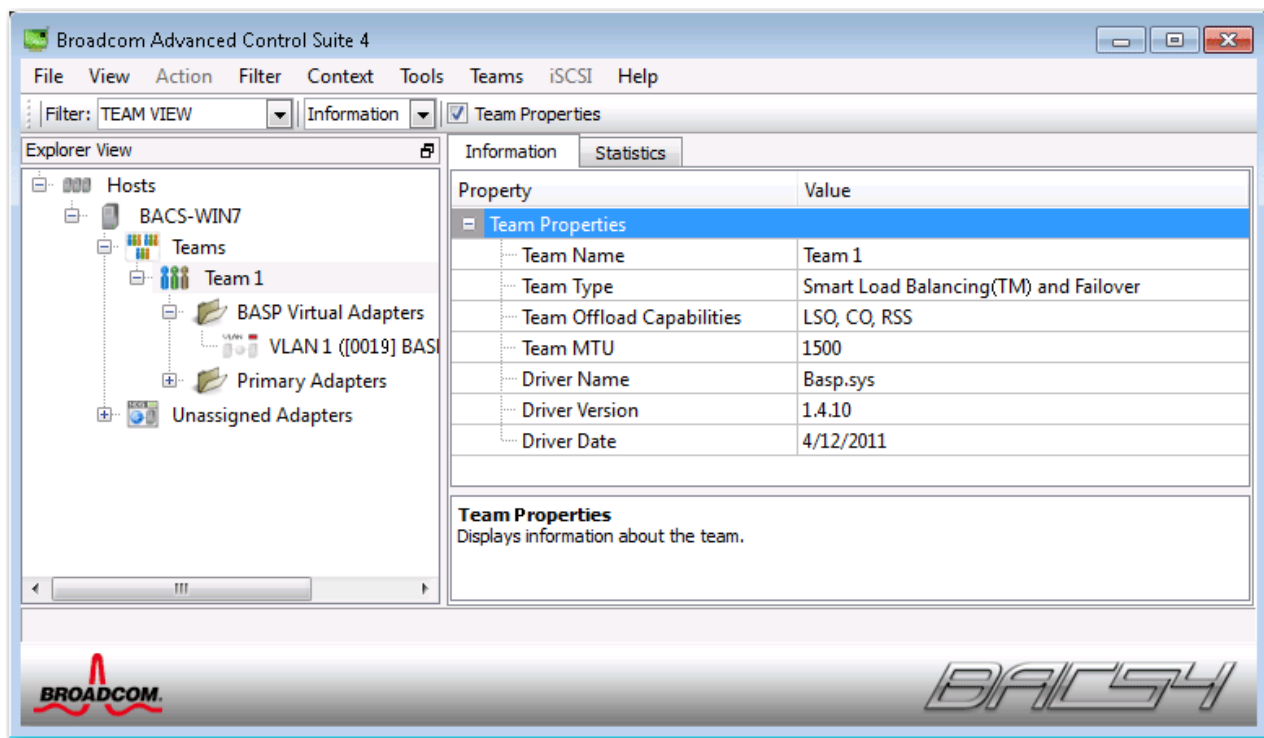 Broadcom Advanced Control Suite 4
File View Action Filter Context Tools Teams iSCSI Help
Filter: TEAM VIEW Information Team Properties
Explorer View
Hosts
BACS-WIN7
Teams
Team 1
BASP Virtual Adapters
VLAN 1 ([0019] BASP
Primary Adapters
Unassigned Adapters
Information Statistics
Property Value
Team Properties
Team Name Team 1
Team Type Smart Load Balancing(TM) and Failover
Team Offload Capabilities LSO, CO, RSS
Team MTU 1500
Driver Name Basp.sys
Driver Version 1.4.10
Driver Date 4/12/2011
Team Properties
Displays information about the team.
BROADCOM.
BACS4